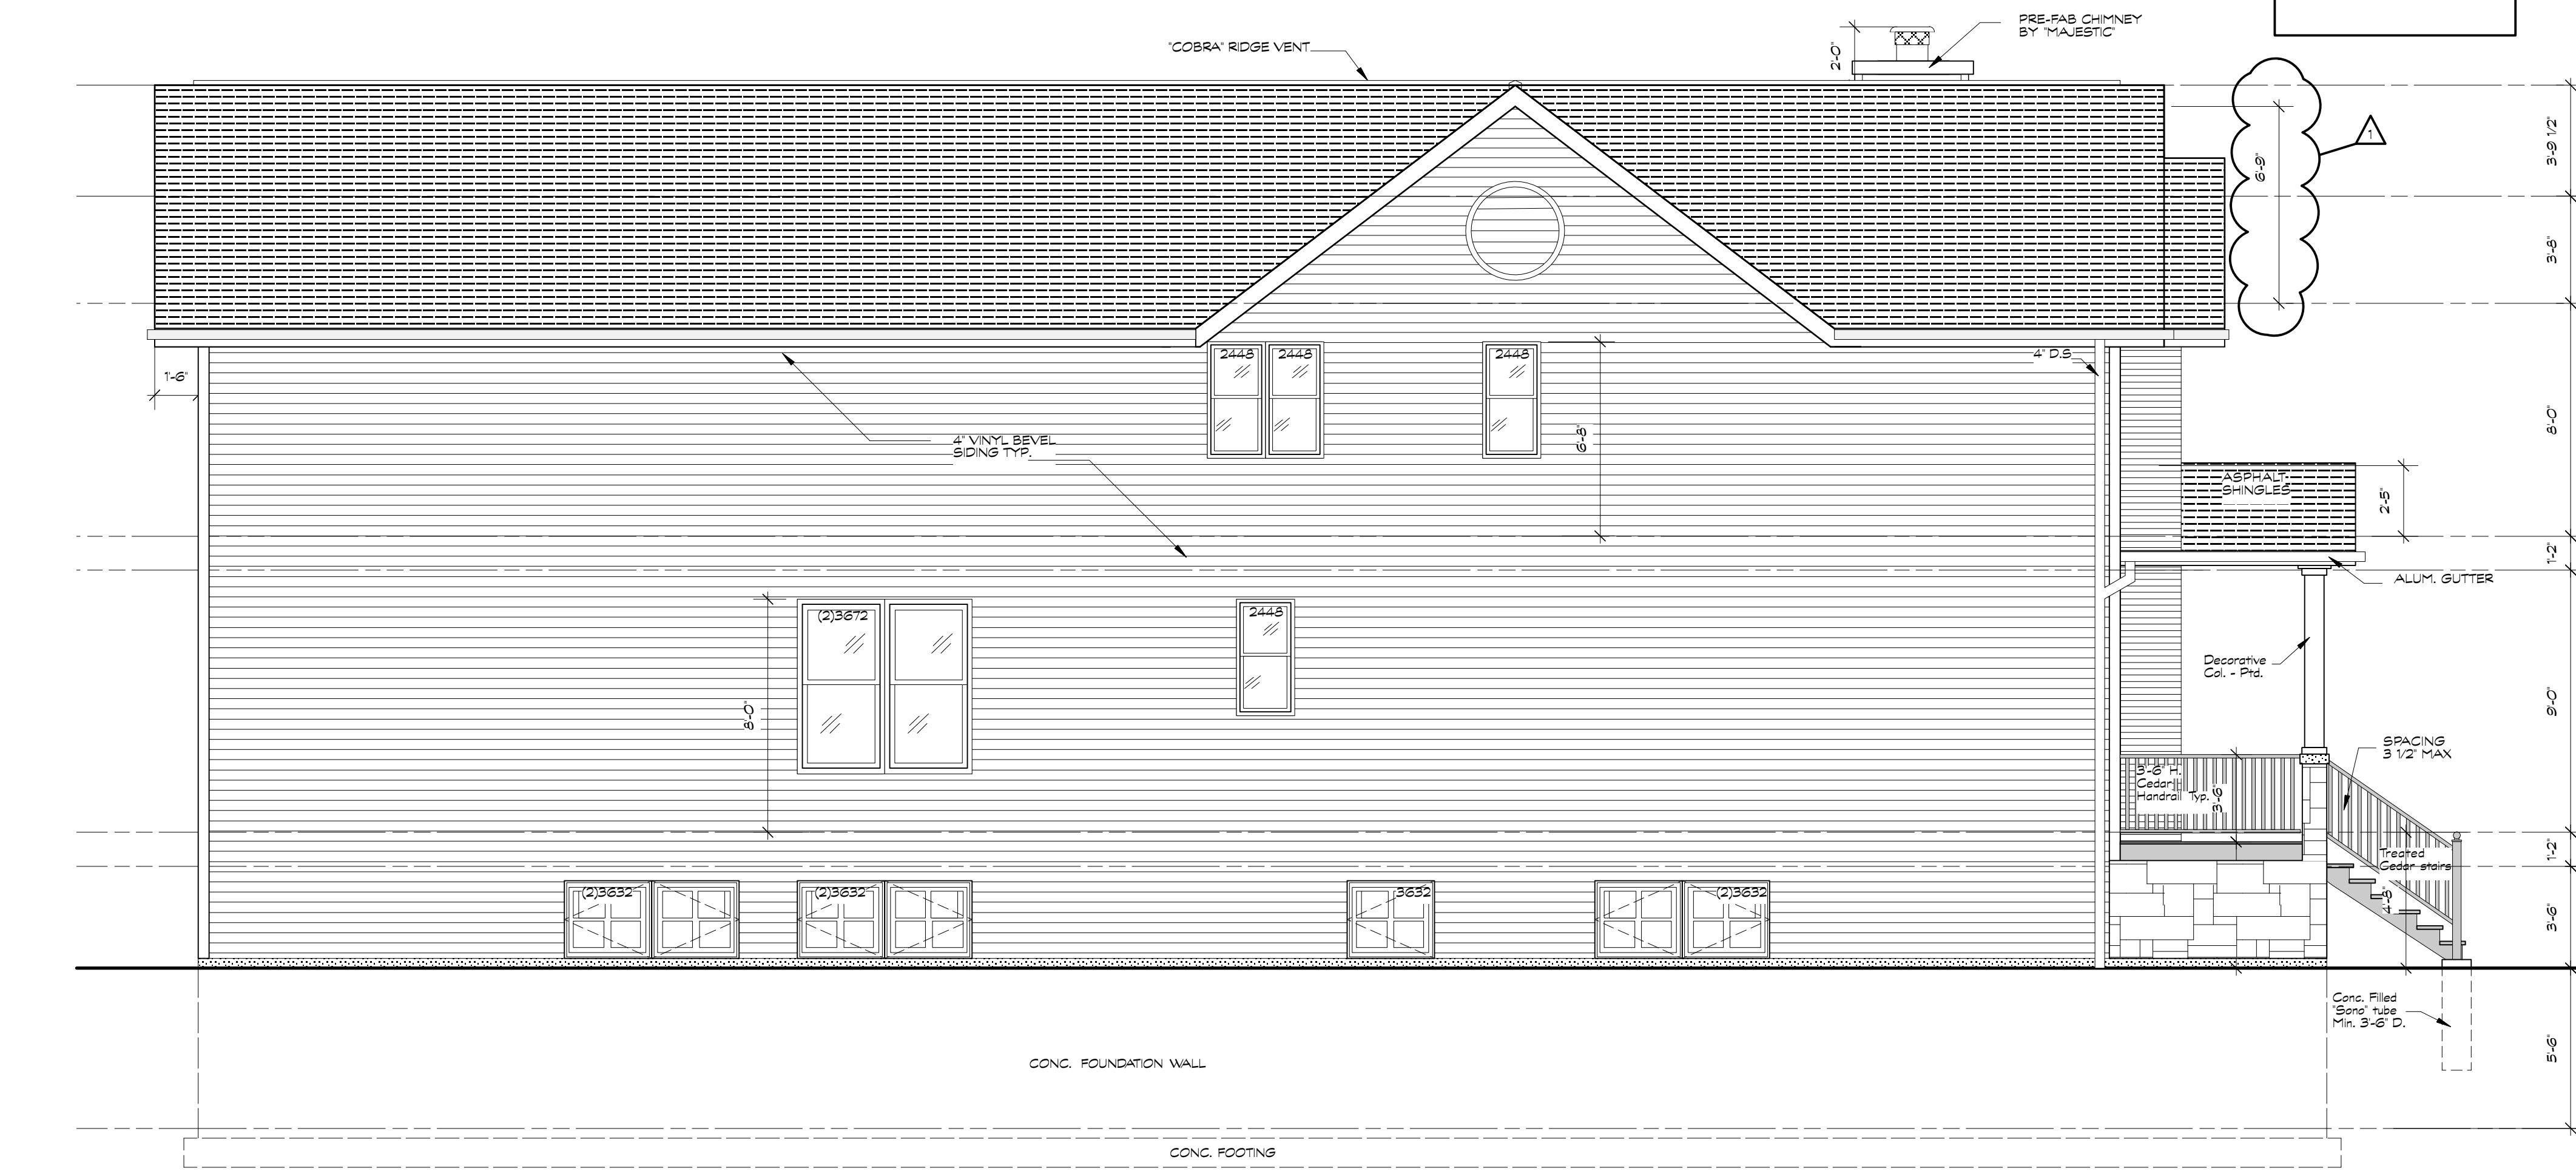 PRE-FAB CHIMNEY
BY "MAJESTIC"
"COBRA" RIDGE VENT
2'-0"
1
6'-9"
3'-9 1/2"
3'-8"
2448
2448
2448
4" D.S
1'-6"
4" VINYL BEVEL
SIDING TYP.
6'-8"
8'-0"
ASPHALT
SHINGLES
2'-5"
1'-2"
ALUM. GUTTER
(2)3672
2448
8'-0"
Decorative
Col. - Ptd.
9'-0"
SPACING
3 1/2" MAX
3'-6" H.
Cedar
Handrail Typ.
3'-6"
Treated
Cedar stairs
1'-2"
4'-8"
3'-6"
(2)3632
(2)3632
3632
(2)3632
Conc. Filled
"Sono" tube
Min. 3'-6" D.
5'-6"
CONC. FOUNDATION WALL
CONC. FOOTING